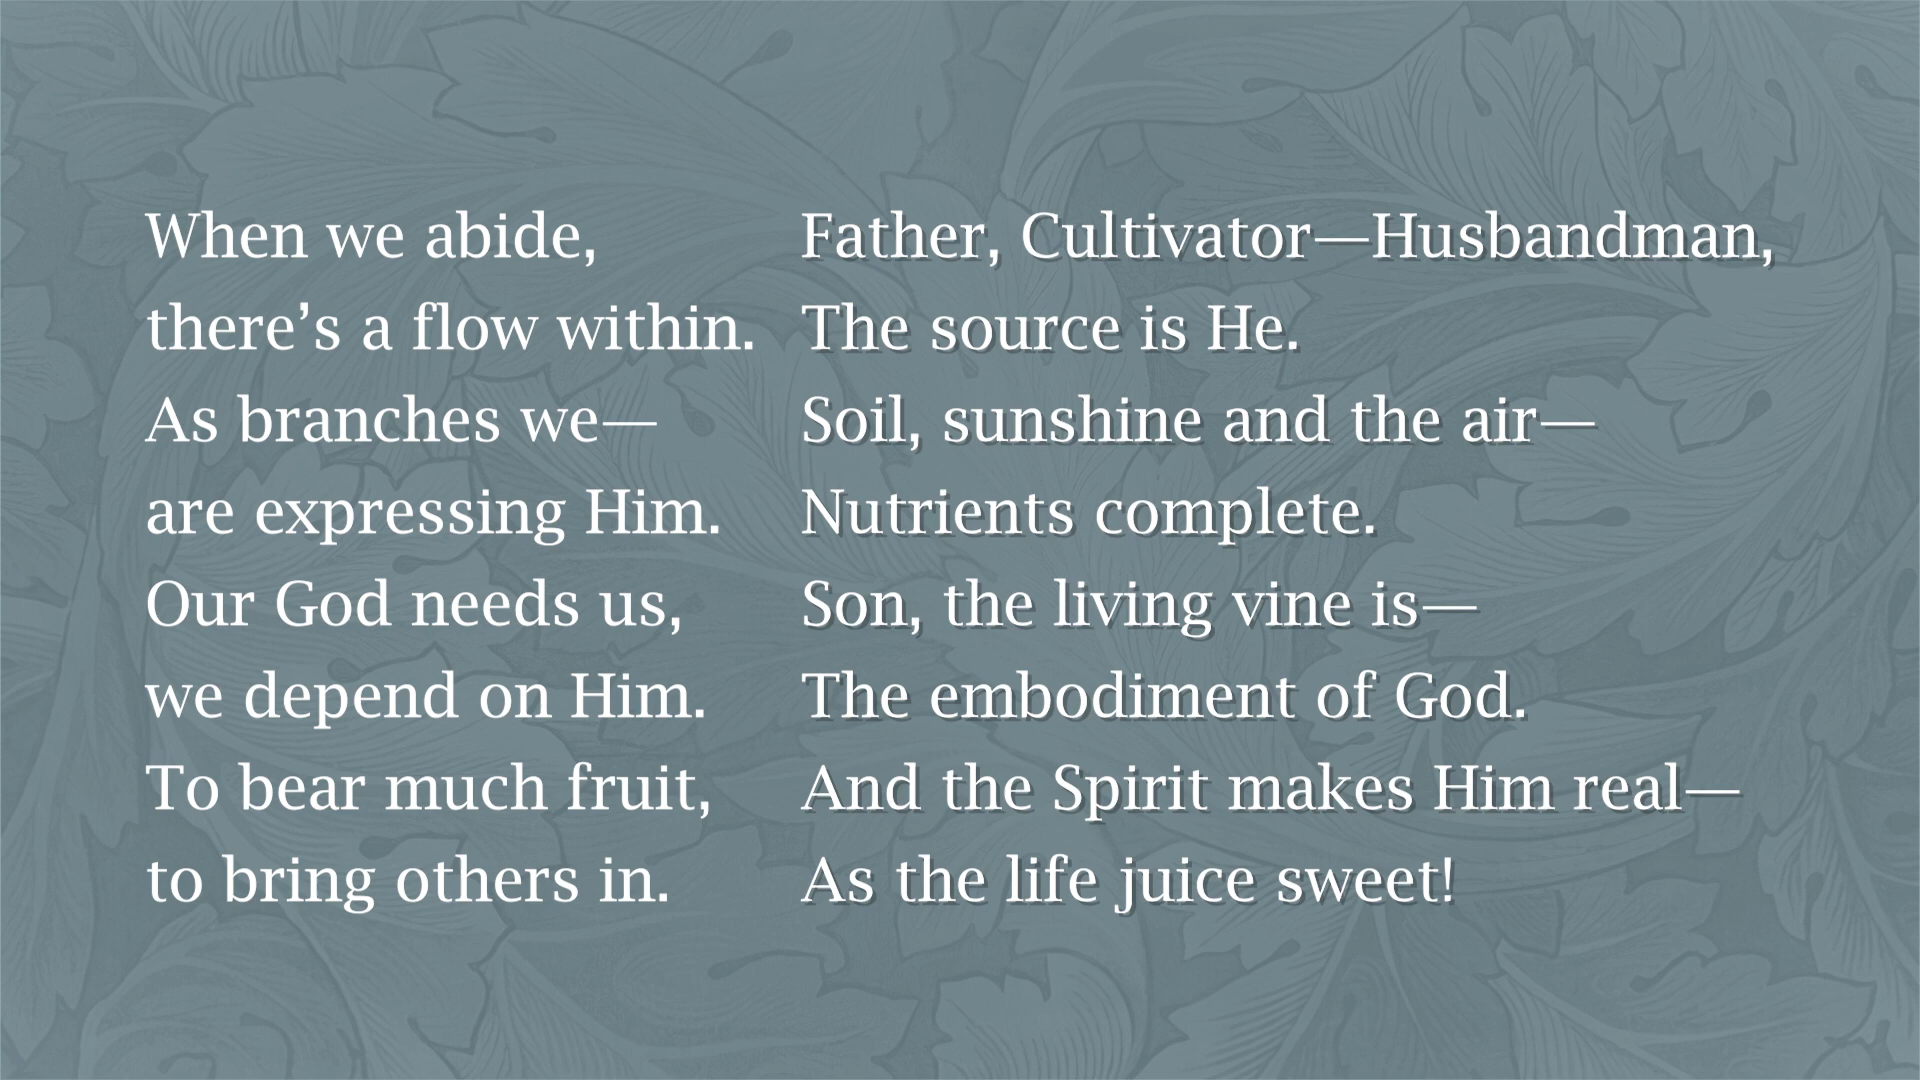 When we abide,
there’s a flow within.
As branches we—
are expressing Him.
Our God needs us,
we depend on Him.
To bear much fruit,
to bring others in.
Father, Cultivator—Husbandman,
The source is He.
Soil, sunshine and the air—
Nutrients complete.
Son, the living vine is—
The embodiment of God.
And the Spirit makes Him real—
As the life juice sweet!